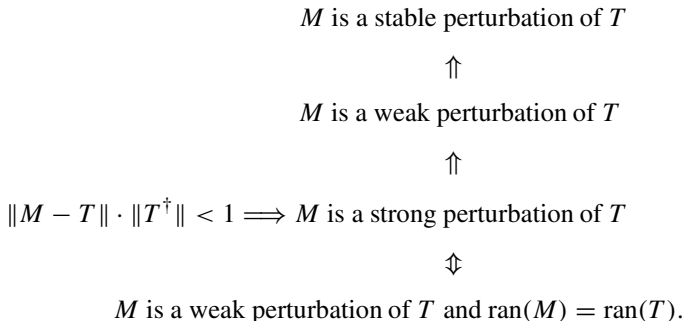 M is a stable perturbation of T
⇑
M is a weak perturbation of T
⇑
‖M − T‖ · ‖T†‖ < 1 ⟹ M is a strong perturbation of T
⇕
M is a weak perturbation of T and ran(M) = ran(T).